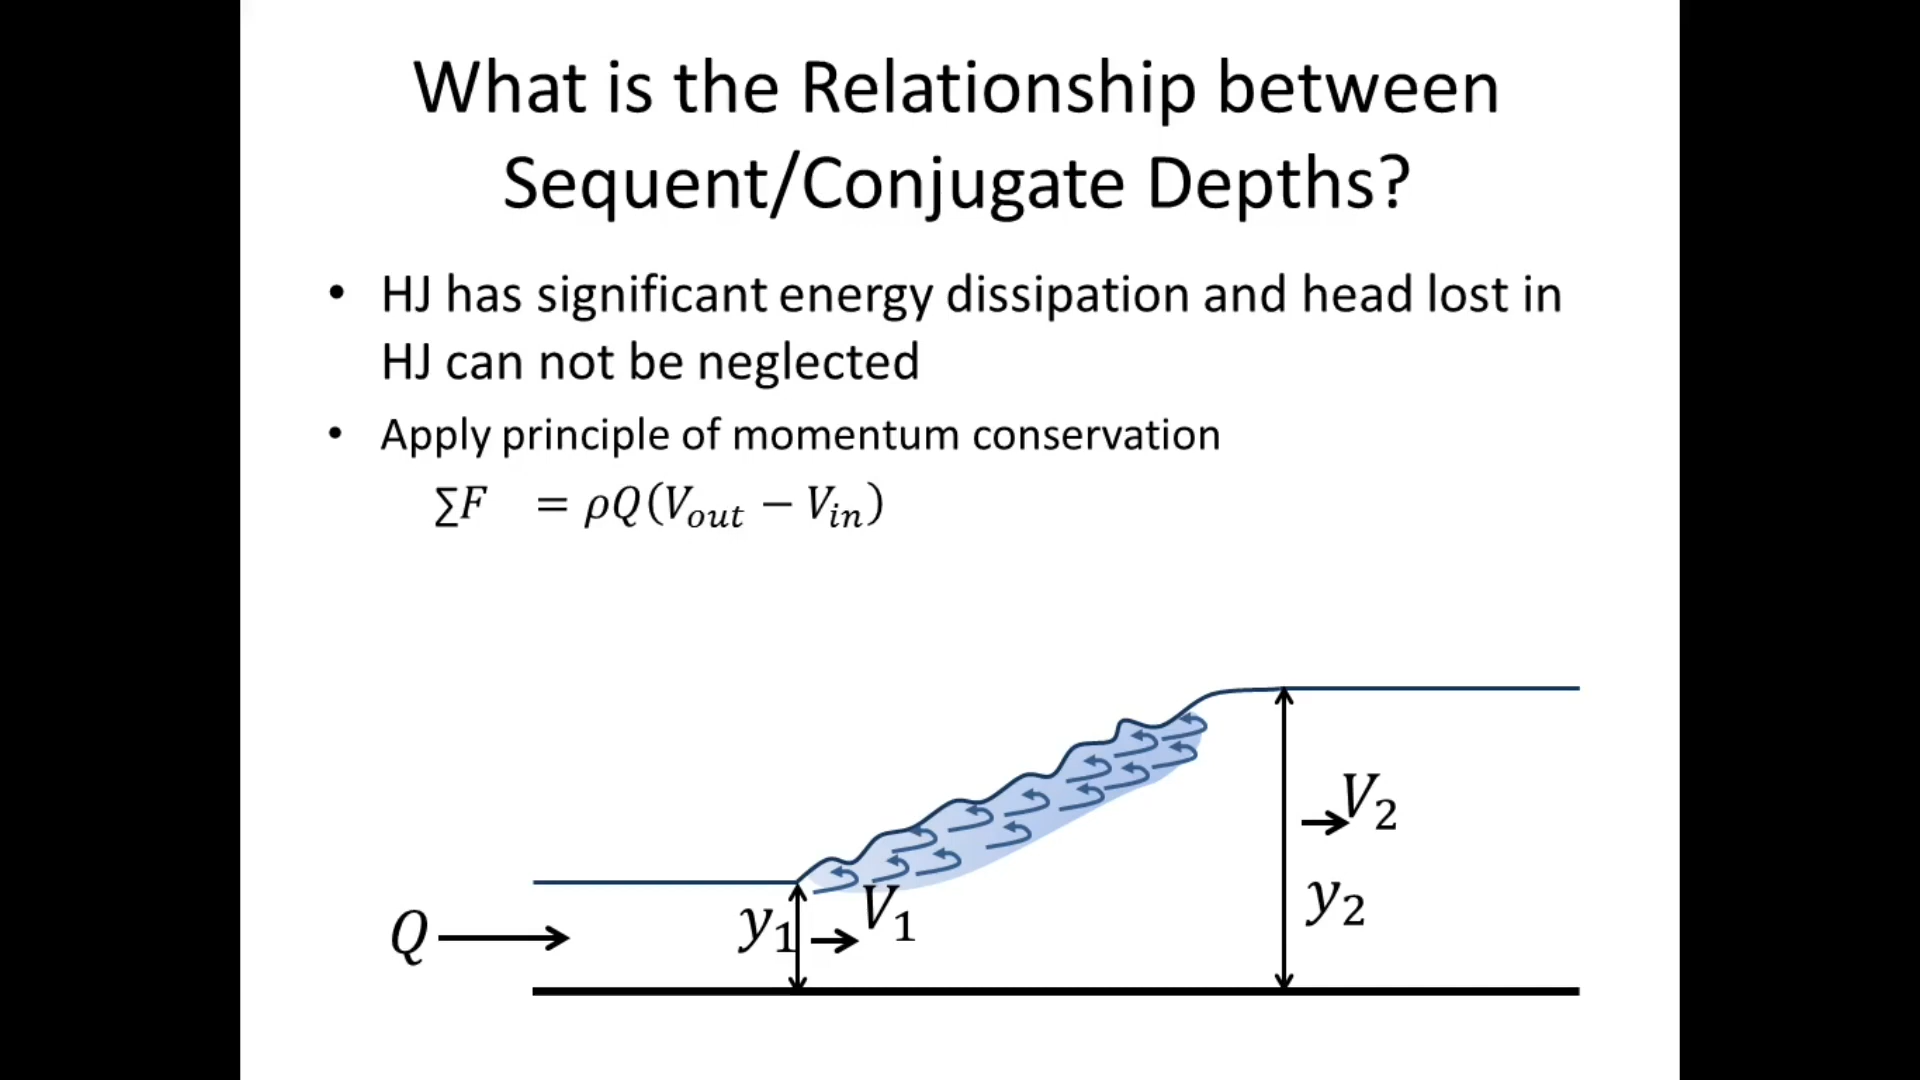 What is the Relationship between
Sequent/Conjugate Depths?
• HJ has significant energy dissipation and head lost in
HJ can not be neglected
• Apply principle of momentum conservation
∑F = ρQ(V_out − V_in)
V₂
y₂
V₁
y₁
Q